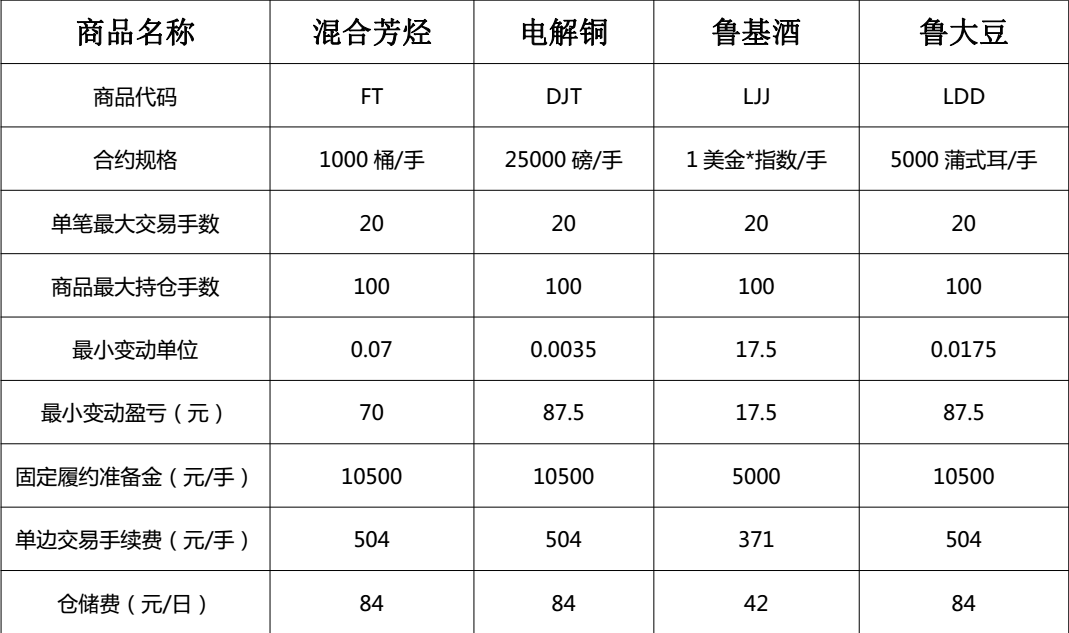 商品名称 混合芳烃 电解铜 鲁基酒 鲁大豆
商品代码 FT DJT LJJ LDD
合约规格 1000 桶/手 25000 磅/手 1 美金*指数/手 5000 蒲式耳/手
单笔最大交易手数 20 20 20 20
商品最大持仓手数 100 100 100 100
最小变动单位 0.07 0.0035 17.5 0.0175
最小变动盈亏（元） 70 87.5 17.5 87.5
固定履约准备金（元/手） 10500 10500 5000 10500
单边交易手续费（元/手） 504 504 371 504
仓储费（元/日） 84 84 42 84